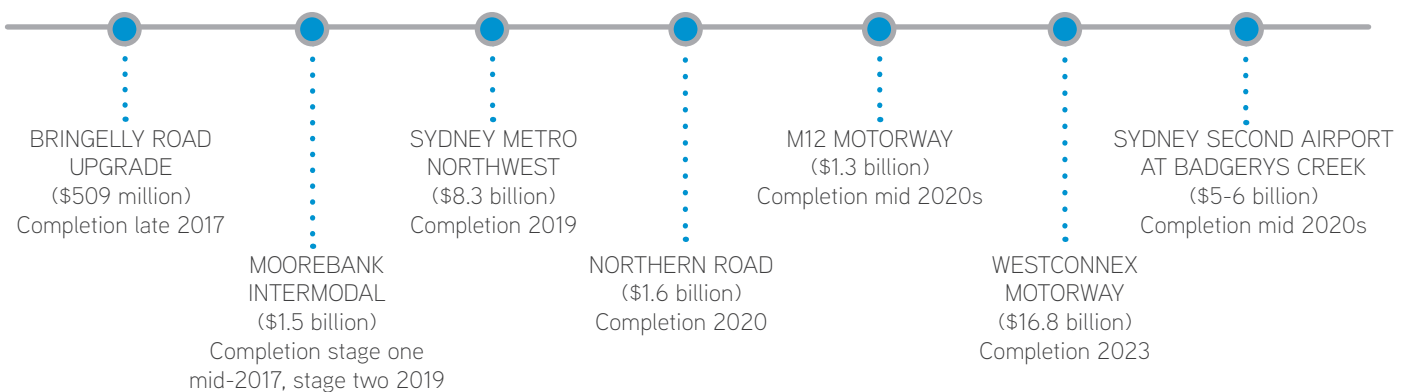 BRINGELLY ROAD
UPGRADE
($509 million)
Completion late 2017
MOOREBANK
INTERMODAL
($1.5 billion)
Completion stage one
mid-2017, stage two 2019
SYDNEY METRO
NORTHWEST
($8.3 billion)
Completion 2019
NORTHERN ROAD
($1.6 billion)
Completion 2020
M12 MOTORWAY
($1.3 billion)
Completion mid 2020s
WESTCONNEX
MOTORWAY
($16.8 billion)
Completion 2023
SYDNEY SECOND AIRPORT
AT BADGERYS CREEK
($5-6 billion)
Completion mid 2020s